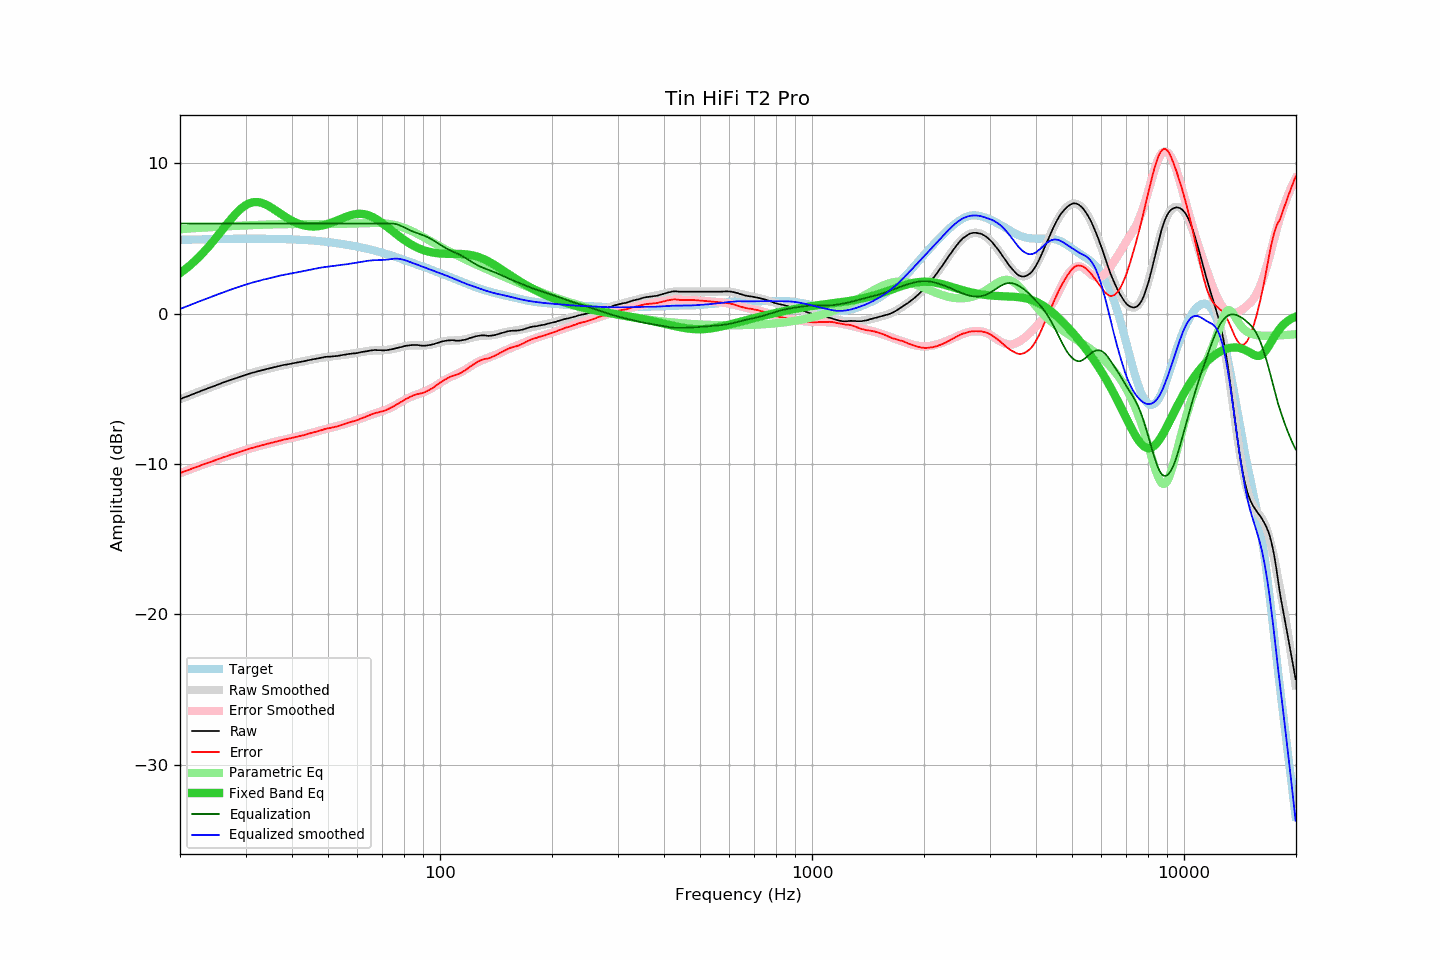 Tin HiFi T2 Pro
Amplitude (dBr)
10
0
−10
−20
−30
Target
Raw Smoothed
Error Smoothed
Raw
Error
Parametric Eq
Fixed Band Eq
Equalization
Equalized smoothed
100
1000
10000
Frequency (Hz)